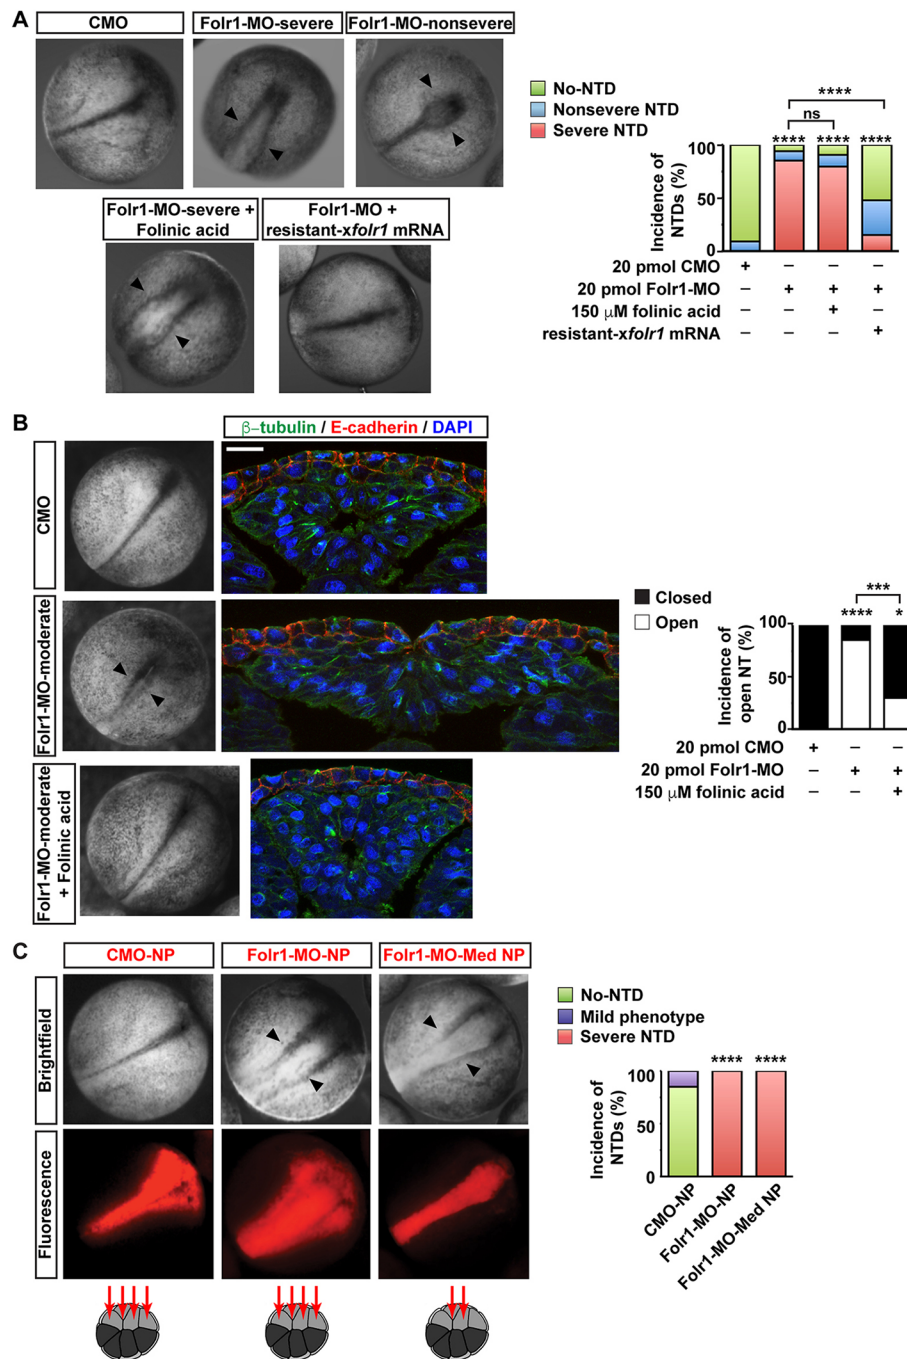 A
CMO
Folr1-MO-severe
Folr1-MO-nonsevere
Folr1-MO-severe +
Folinic acid
Folr1-MO +
resistant-xfolr1 mRNA
No-NTD
Nonsevere NTD
Severe NTD
****
ns
**** **** ****
Incidence of
NTDs (%)
100
50
0
20 pmol CMO + – – –
20 pmol Folr1-MO – + + +
150 μM folinic acid – – + –
resistant-xfolr1 mRNA – – – +
B
β–tubulin / E-cadherin / DAPI
CMO
Folr1-MO-moderate
Folr1-MO-moderate
+ Folinic acid
Closed
Open
***
**** *
Incidence of
open NT (%)
100
50
0
20 pmol CMO + – –
20 pmol Folr1-MO – + +
150 μM folinic acid – – +
C
CMO-NP
Folr1-MO-NP
Folr1-MO-Med NP
Brightfield
Fluorescence
No-NTD
Mild phenotype
Severe NTD
**** ****
Incidence of
NTDs (%)
100
50
0
CMO-NP
Folr1-MO-NP
Folr1-MO-Med NP